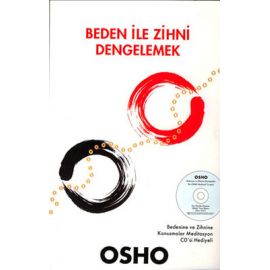 BEDEN İLE ZİHNİ
DENGELEMEK
OSHO
Bedenine ve Zihnine
Konuşmalar Meditasyon
CD'si Hediyeli
OSHO